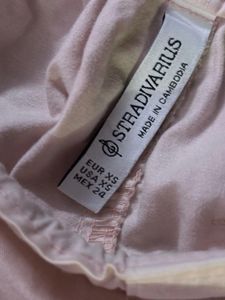 STRADIVARIUS
MADE IN CAMBODIA
EUR XS
USA XS
MEX 24